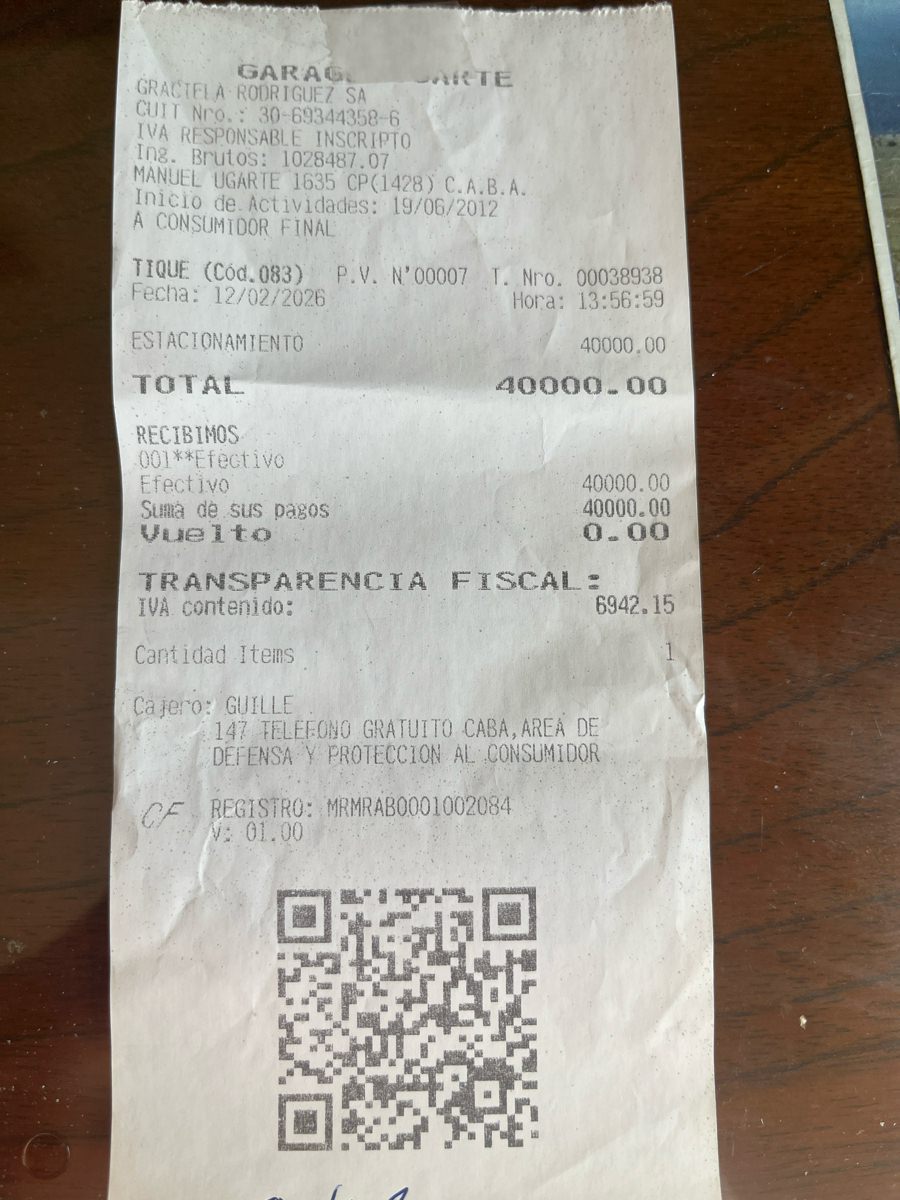 GRACIELA RODRIGUEZ SA
CUIT Nro.: 30-69344358-6
IVA RESPONSABLE INSCRIPTO
Ing. Brutos: 1028487.07
MANUEL UGARTE 1635 CP(1428) C.A.B.A.
Inicio de Actividades: 19/06/2012
A CONSUMIDOR FINAL
TIQUE (Cód.083) P.V. N'00007 T. Nro. 00038938
Fecha: 12/02/2026 Hora: 13:56:59
ESTACIONAMIENTO 40000.00
TOTAL 40000.00
RECIBIMOS
001**Efectivo
Efectivo 40000.00
Suma de sus pagos 40000.00
Vuelto 0.00
TRANSPARENCIA FISCAL:
IVA contenido: 6942.15
Cantidad Items 1
Cajero: GUILLE
147 TELEFONO GRATUITO CABA,AREA DE
DEFENSA Y PROTECCION AL CONSUMIDOR
CF REGISTRO: MRMRAB0001002084
V: 01.00